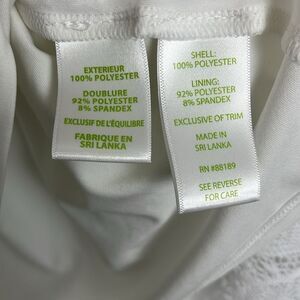 EXTERIEUR
100% POLYESTER
DOUBLURE
92% POLYESTER
8% SPANDEX
EXCLUSIF DE L'ÉQUILIBRE
FABRIQUE EN
SRI LANKA
SHELL:
100% POLYESTER
LINING:
92% POLYESTER
8% SPANDEX
EXCLUSIVE OF TRIM
MADE IN
SRI LANKA
RN #88189
SEE REVERSE
FOR CARE